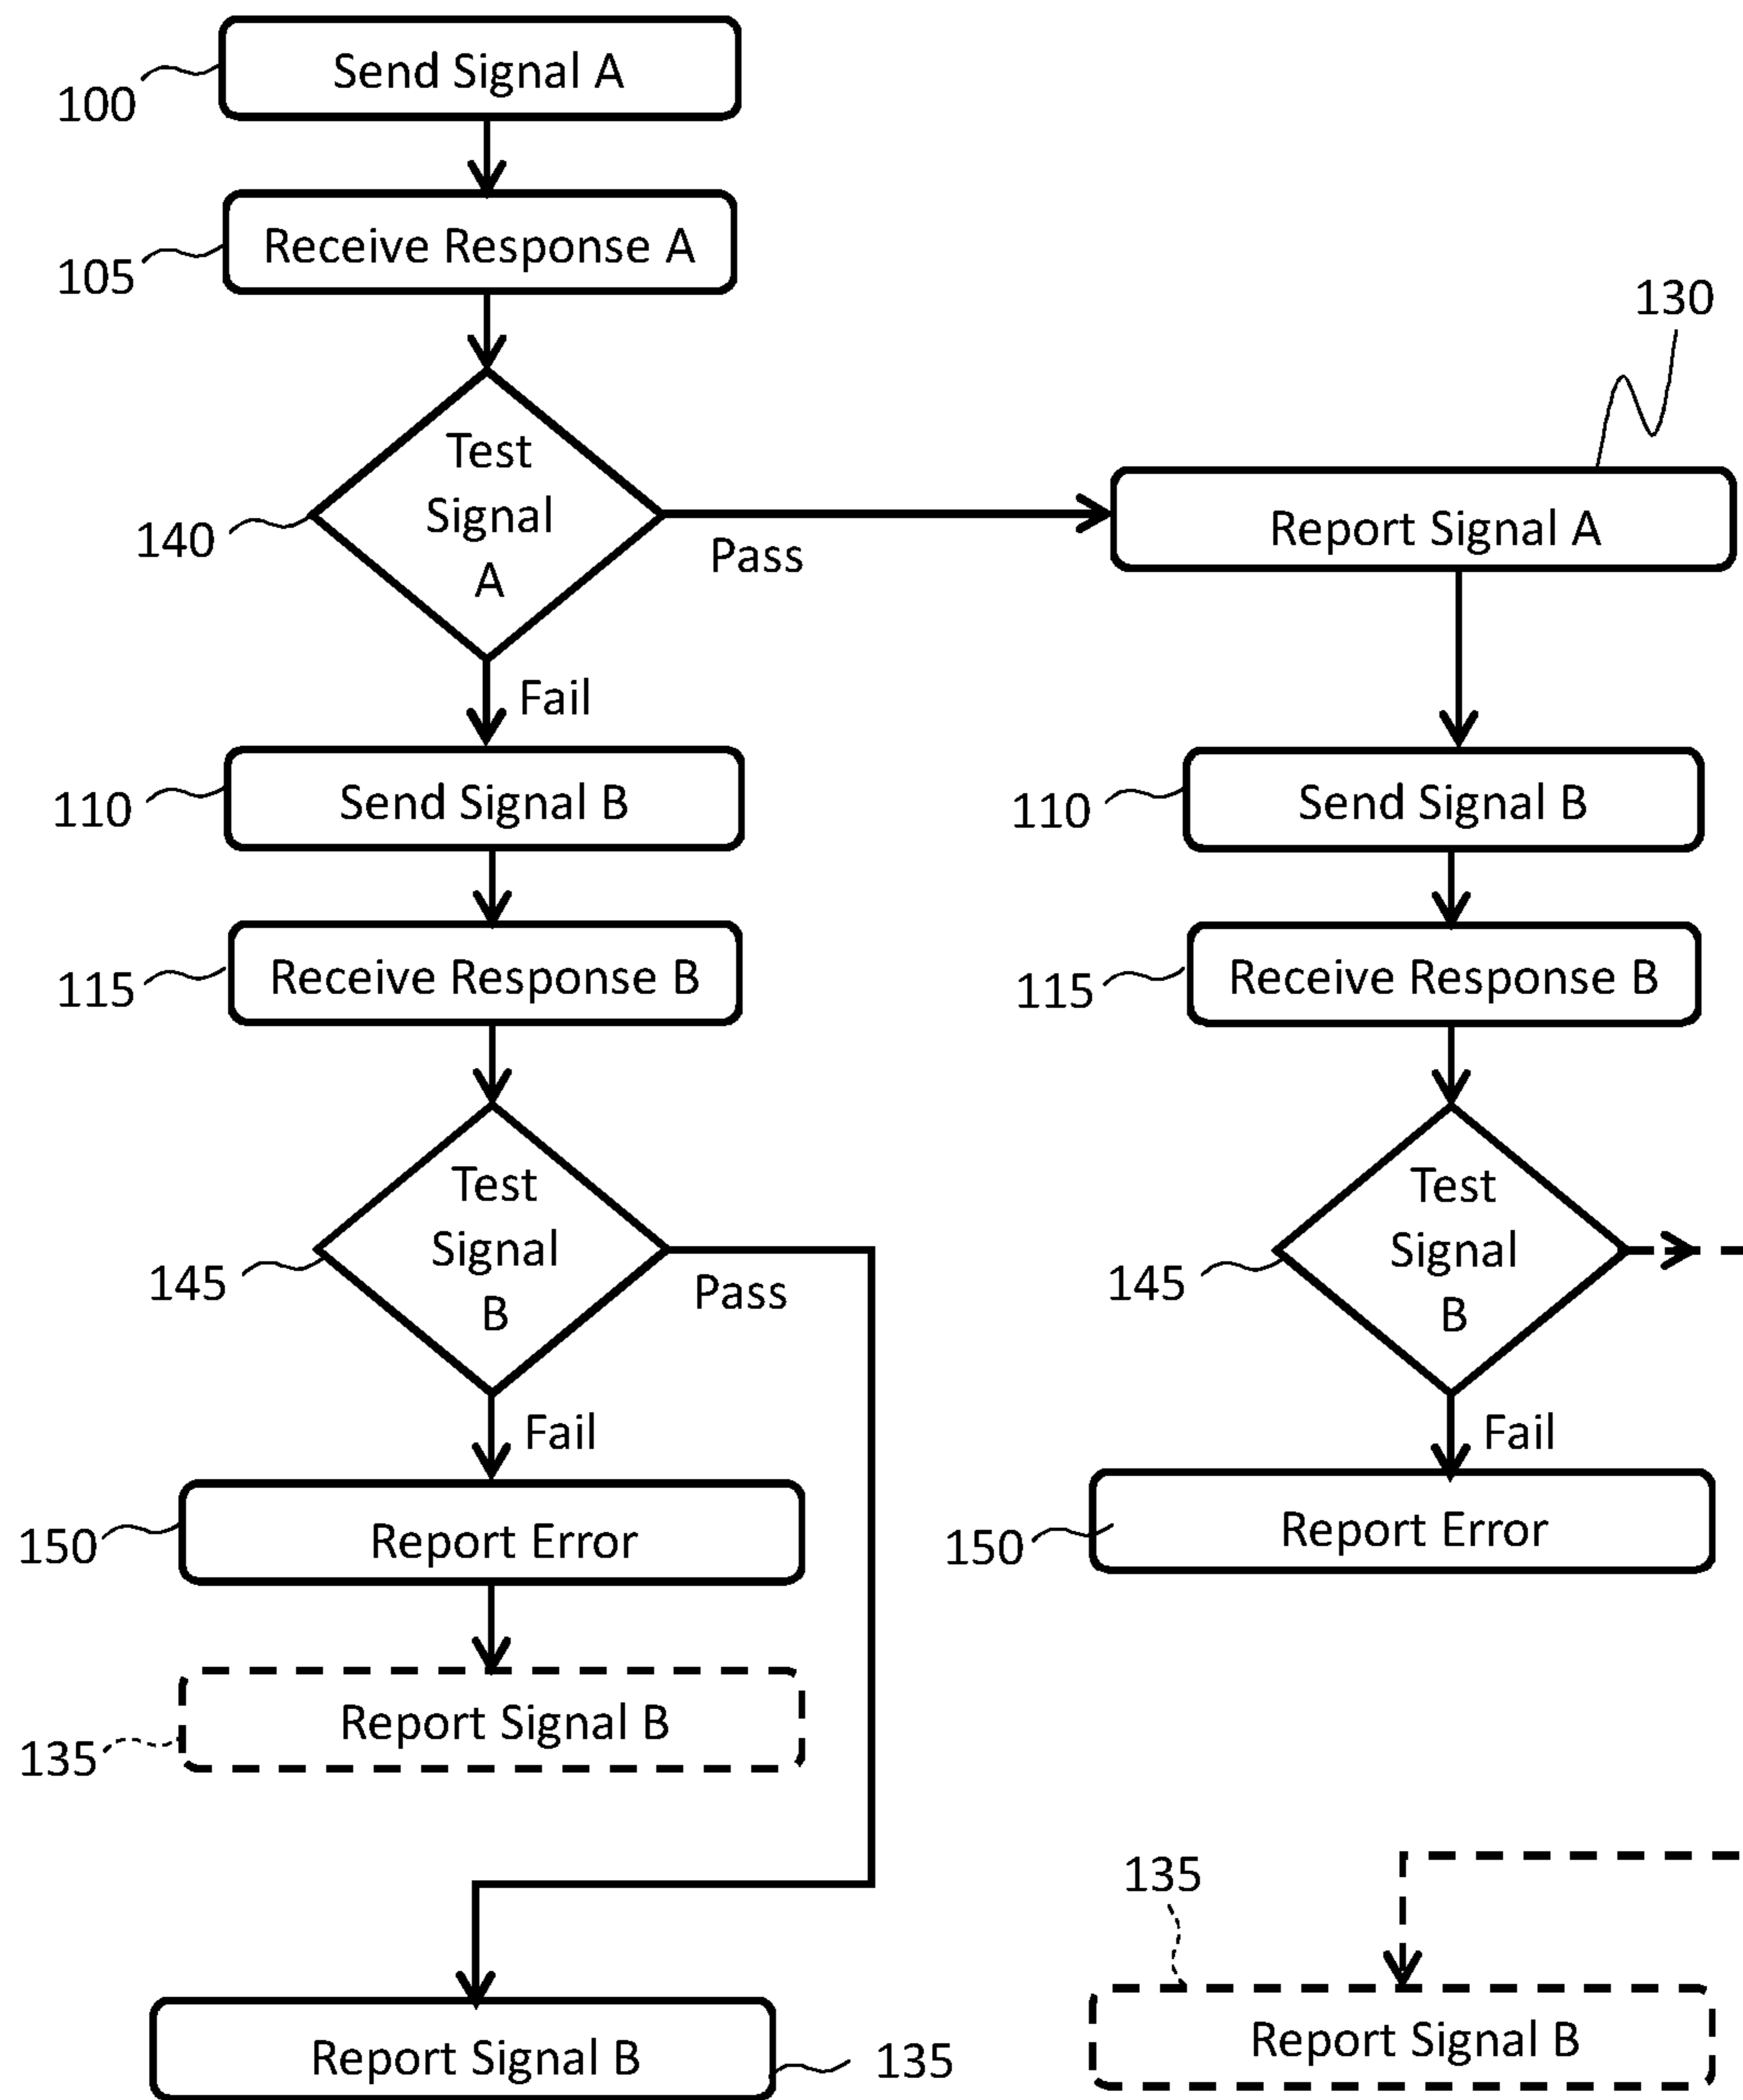 Send Signal A
100
Receive Response A
105
130
Test
Signal
A
140
Pass
Report Signal A
Fail
110
Send Signal B
110
Send Signal B
115
Receive Response B
115
Receive Response B
Test
Signal
B
145
Pass
Test
Signal
B
145
Fail
Fail
150
Report Error
150
Report Error
Report Signal B
135
135
Report Signal B
135
Report Signal B